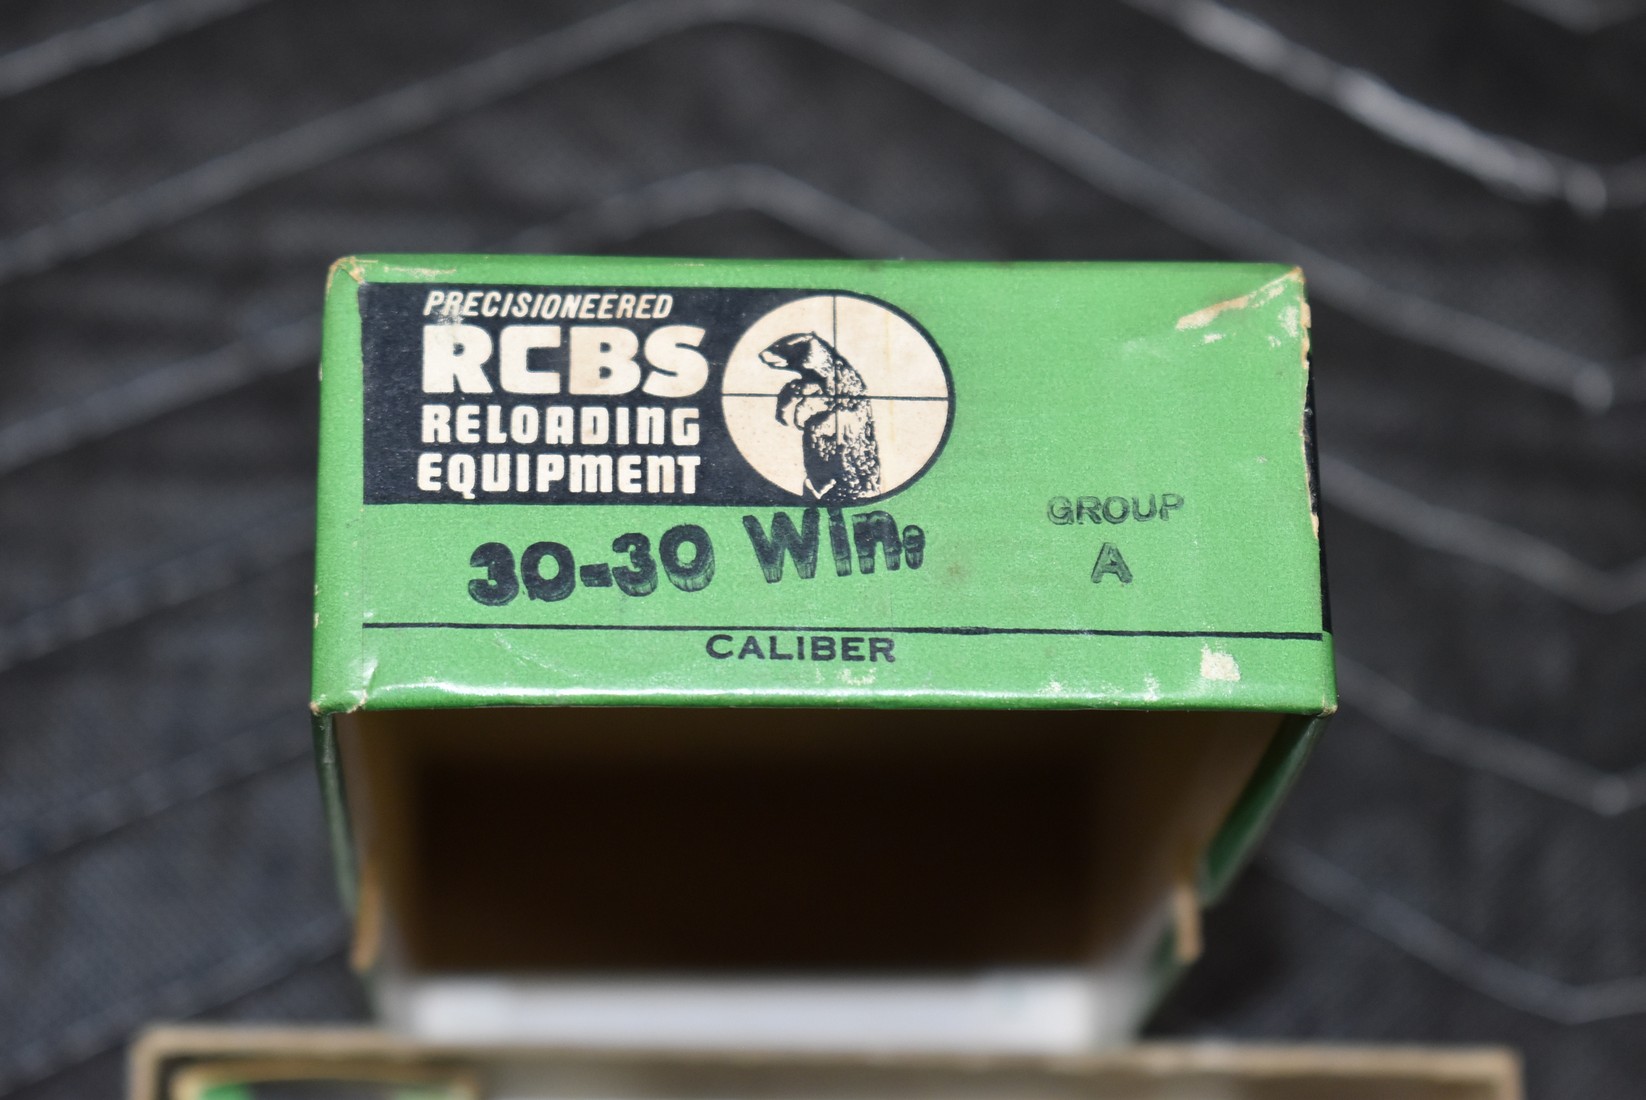 PRECISIONEERED
RCBS
RELOADING
EQUIPMENT
30-30 Win.
GROUP
A
CALIBER